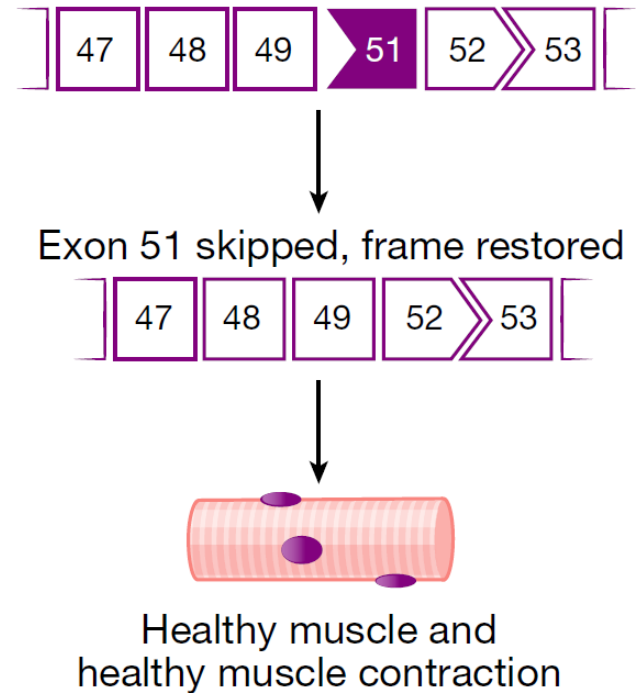 47 48 49 51 52 53
Exon 51 skipped, frame restored
47 48 49 52 53
Healthy muscle and
healthy muscle contraction